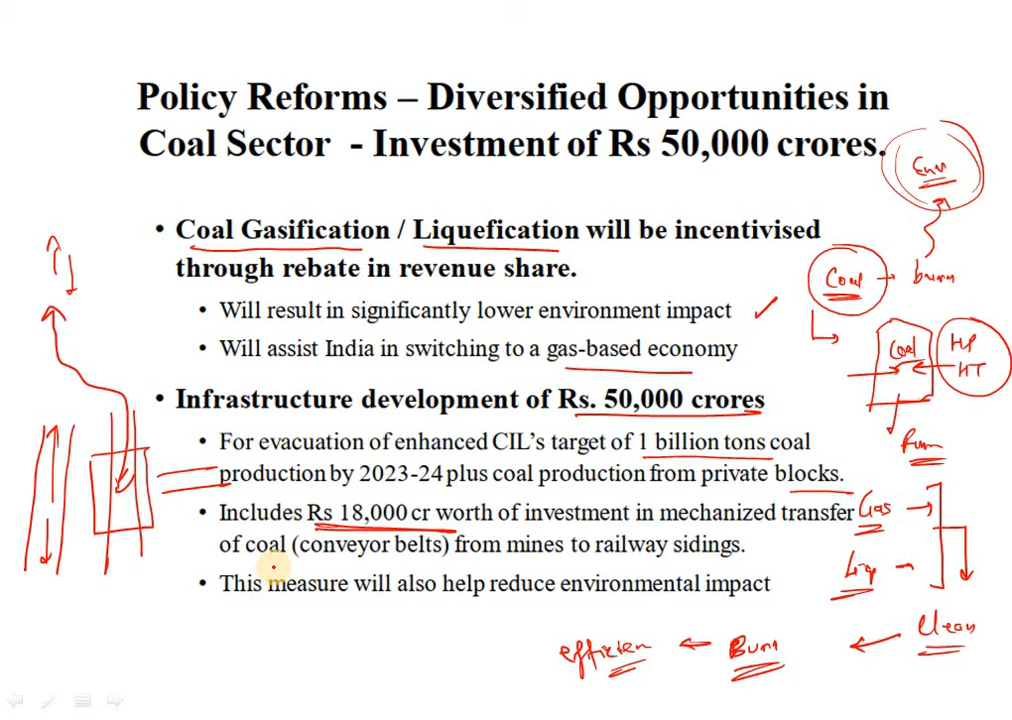 Policy Reforms – Diversified Opportunities in
Coal Sector - Investment of Rs 50,000 crores.
Env
• Coal Gasification / Liquefication will be incentivised
through rebate in revenue share.
Coal → burn
• Will result in significantly lower environment impact ✓
• Will assist India in switching to a gas-based economy
Coal HP
HT
• Infrastructure development of Rs. 50,000 crores
• For evacuation of enhanced CIL's target of 1 billion tons coal
production by 2023-24 plus coal production from private blocks.
• Includes Rs 18,000 cr worth of investment in mechanized transfer
of coal (conveyor belts) from mines to railway sidings.
Gas
Liq
• This measure will also help reduce environmental impact
efficien ← Burn ← Clean